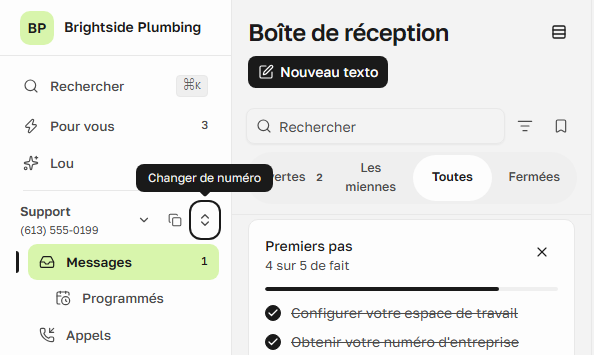 BP Brightside Plumbing
Rechercher ⌘K
Pour vous 3
Lou
Changer de numéro
Support
(613) 555-0199
Messages 1
Programmés
Appels
Boîte de réception
Nouveau texto
Rechercher
2
Les miennes
Toutes
Fermées
Premiers pas
4 sur 5 de fait
Configurer votre espace de travail
Obtenir votre numéro d'entreprise